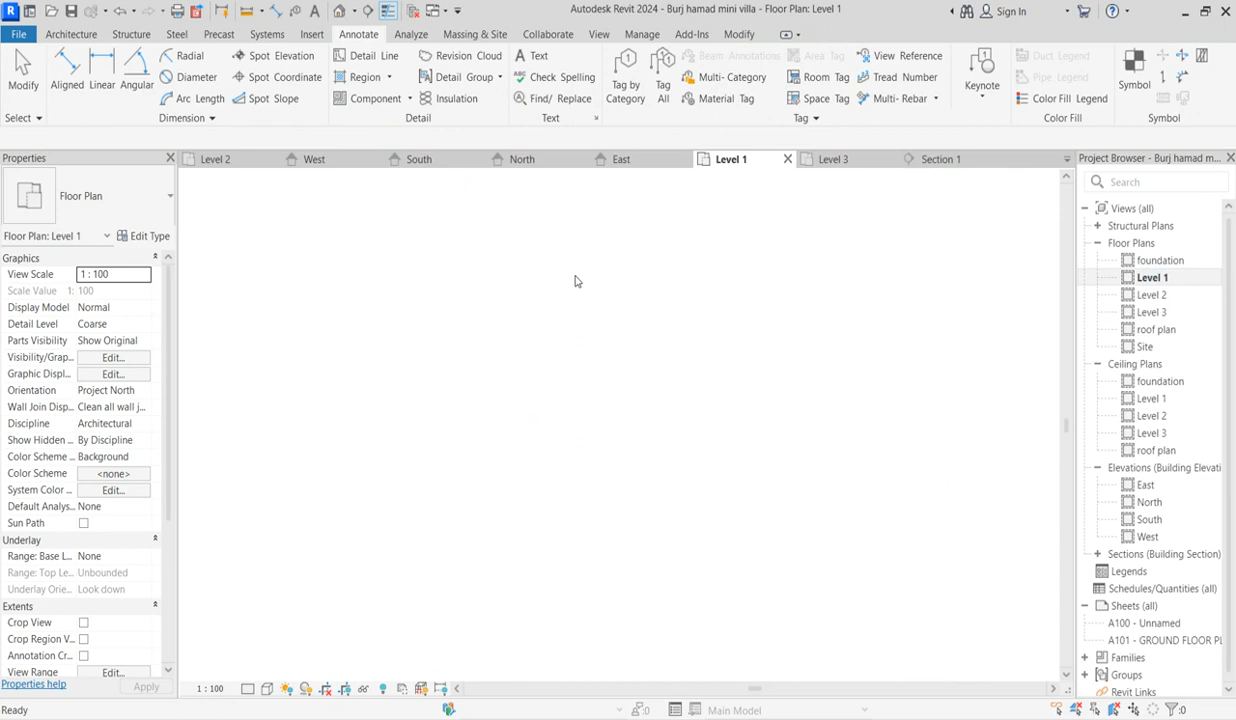 Autodesk Revit 2024 - Burj hamad mini villa - Floor Plan: Level 1
Sign In
File Architecture Structure Steel Precast Systems Insert Annotate Analyze Massing & Site Collaborate View Manage Add-Ins Modify
Modify
Select
Aligned Linear Angular
Radial
Diameter
Arc Length
Spot Elevation
Spot Coordinate
Spot Slope
Dimension
Detail Line
Region
Component
Revision Cloud
Detail Group
Insulation
Detail
Text
Check Spelling
Find/ Replace
Text
Tag by Category
Tag All
Beam Annotations
Multi- Category
Material Tag
Area Tag
Room Tag
Space Tag
View Reference
Tread Number
Multi- Rebar
Tag
Keynote
Duct Legend
Pipe Legend
Color Fill Legend
Color Fill
Symbol
Symbol
Properties
Level 2 West South North East Level 1 Level 3 Section 1
Floor Plan
Floor Plan: Level 1 Edit Type
Graphics
View Scale 1 : 100
Scale Value 1: 100
Display Model Normal
Detail Level Coarse
Parts Visibility Show Original
Visibility/Grap... Edit...
Graphic Displ... Edit...
Orientation Project North
Wall Join Disp... Clean all wall j...
Discipline Architectural
Show Hidden ... By Discipline
Color Scheme ... Background
Color Scheme <none>
System Color ... Edit...
Default Analys... None
Sun Path
Underlay
Range: Base L... None
Range: Top Le... Unbounded
Underlay Orie... Look down
Extents
Crop View
Crop Region V...
Annotation Cr...
View Range Edit...
Properties help Apply
1 : 100
Ready
:0 Main Model :0
Project Browser - Burj hamad m...
Search
Views (all)
Structural Plans
Floor Plans
foundation
Level 1
Level 2
Level 3
roof plan
Site
Ceiling Plans
foundation
Level 1
Level 2
Level 3
roof plan
Elevations (Building Elevati
East
North
South
West
Sections (Building Section)
Legends
Schedules/Quantities (all)
Sheets (all)
A100 - Unnamed
A101 - GROUND FLOOR PL
Families
Groups
Revit Links